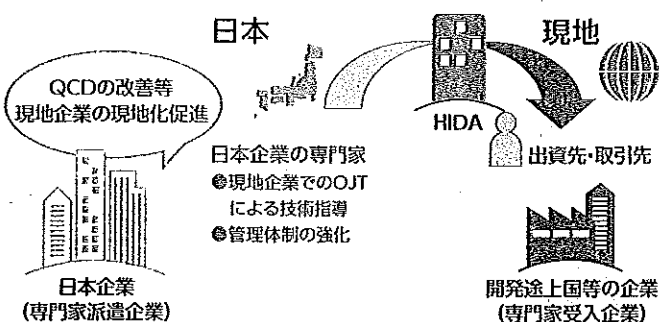 日本
現地
QCDの改善等
現地企業の現地化促進
HIDA
日本企業の専門家
●現地企業でのOJT
による技術指導
●管理体制の強化
出資先・取引先
日本企業
(専門家派遣企業)
開発途上国等の企業
(専門家受入企業)